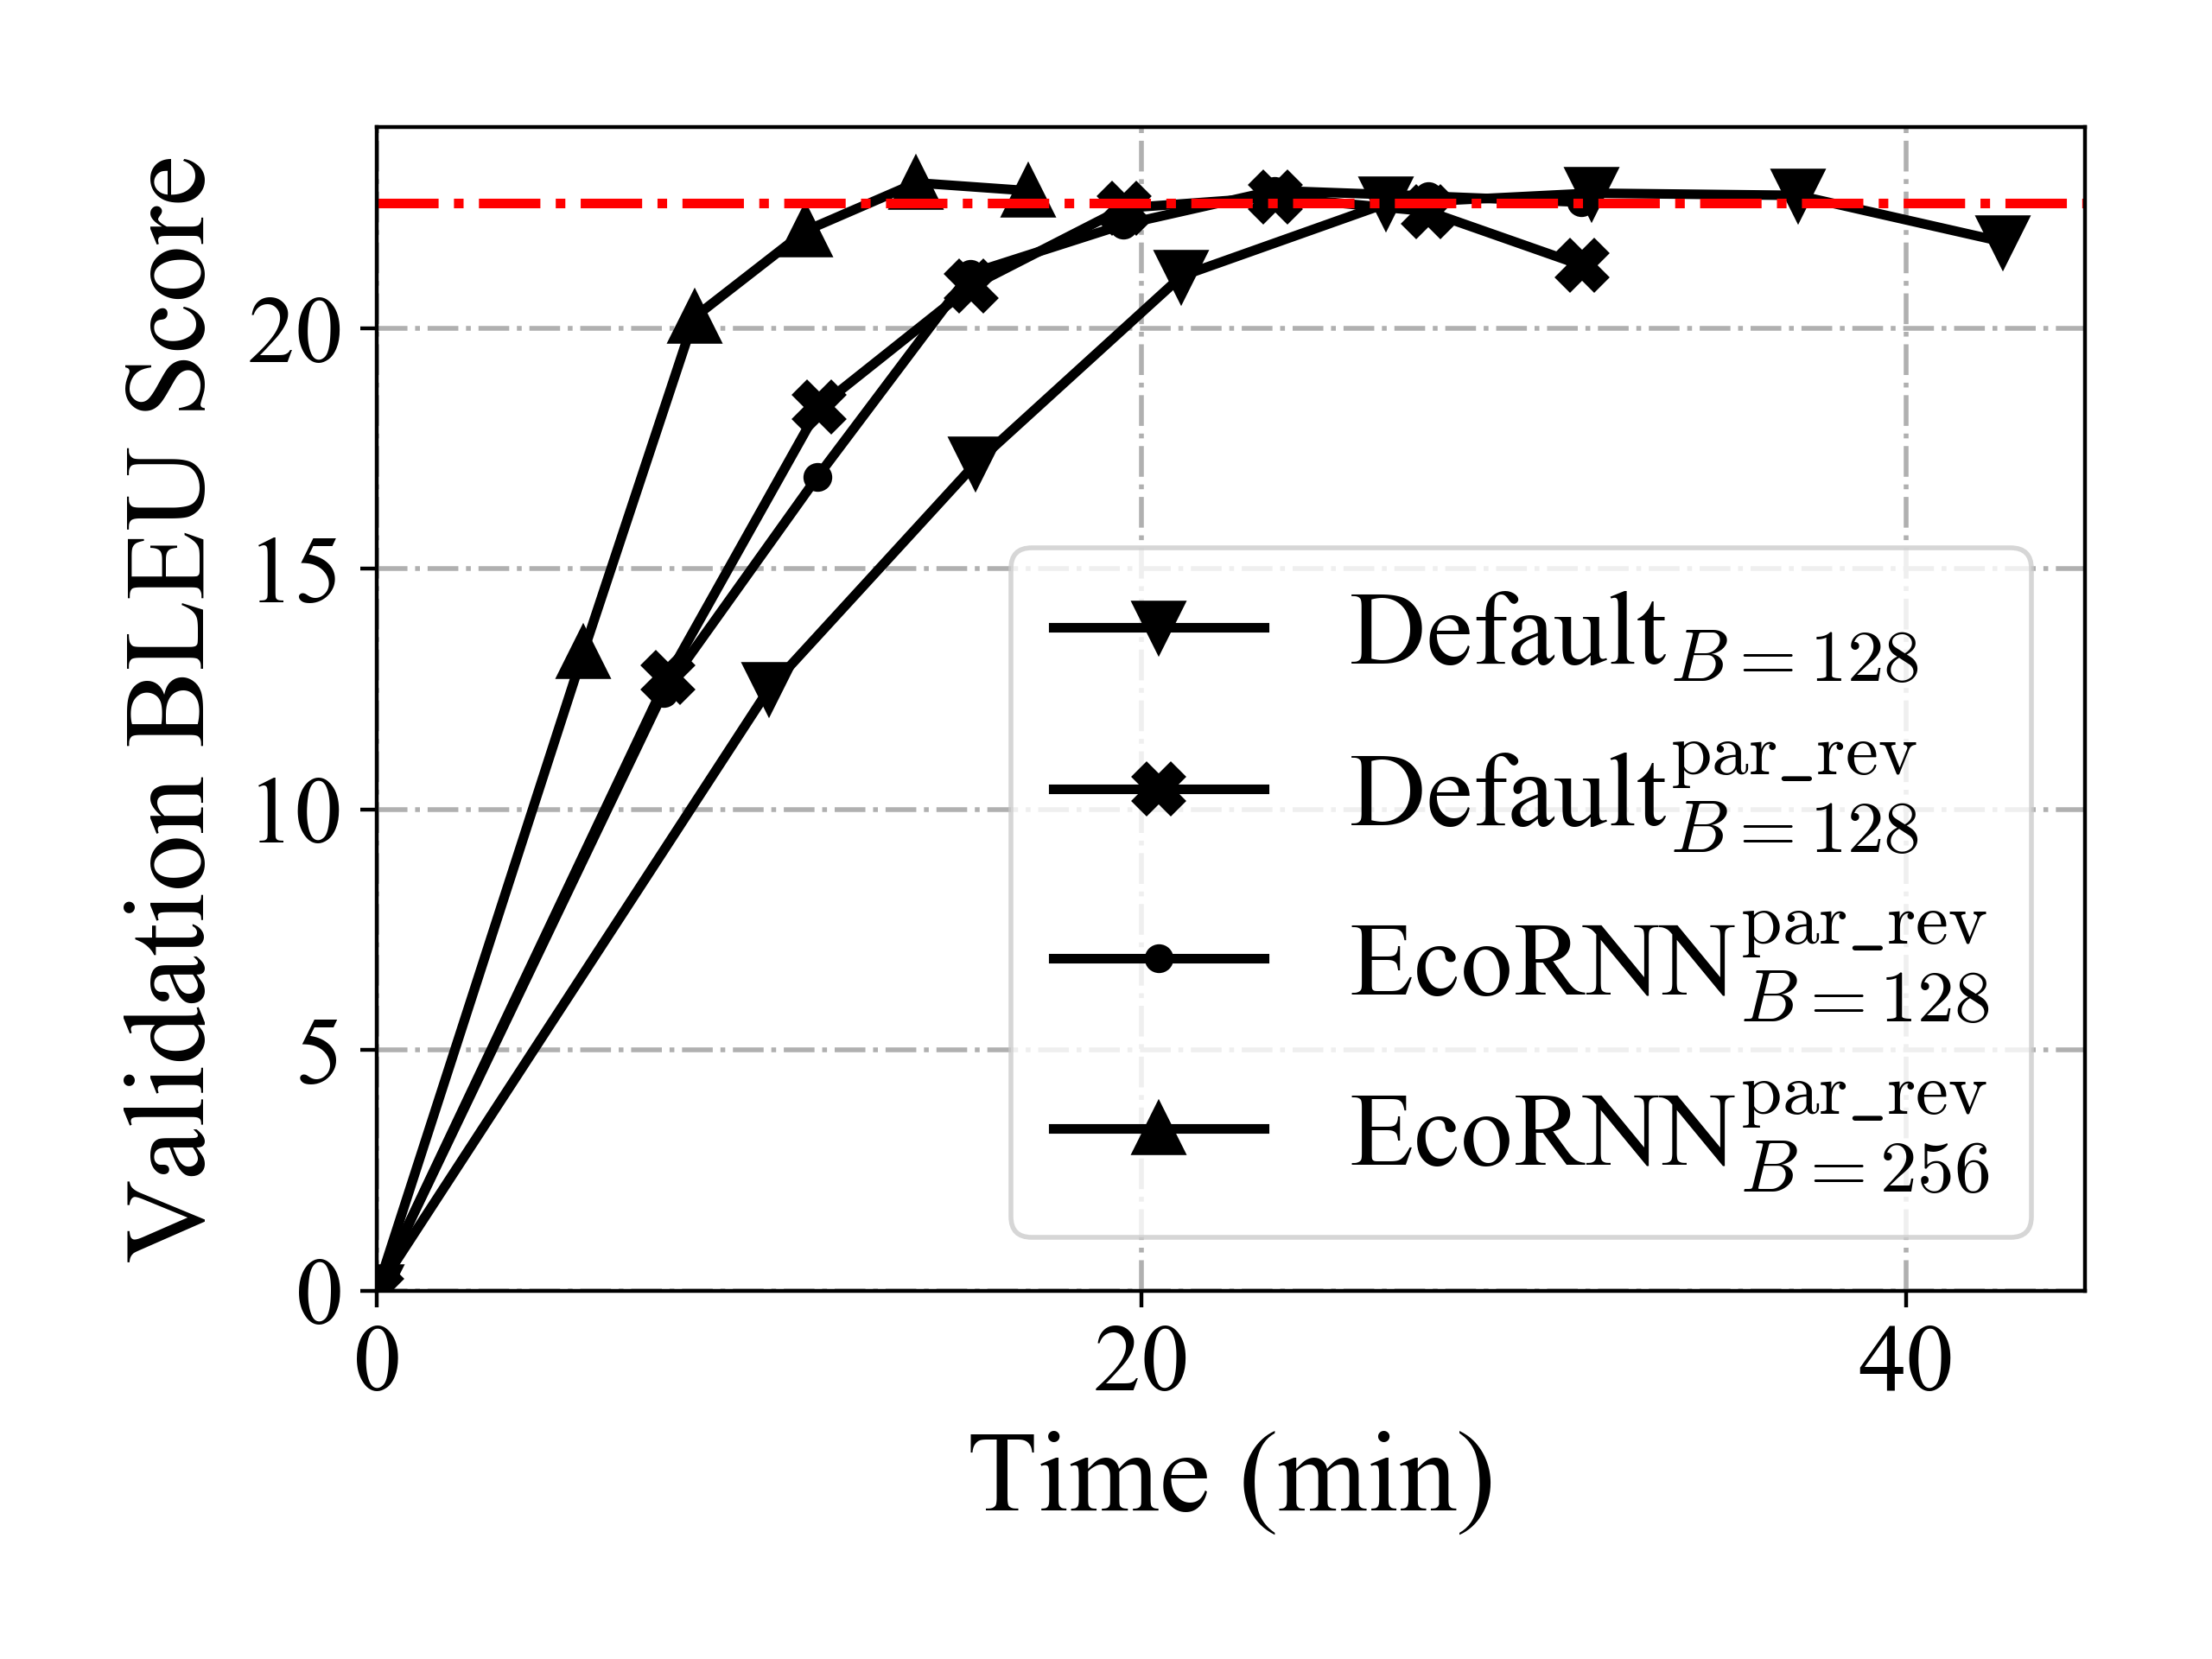 Validation BLEU Score
20
15
10
5
0
0 20 40
Time (min)
Default B = 128
Default par_rev B = 128
EcoRNN par_rev B = 128
EcoRNN par_rev B = 256